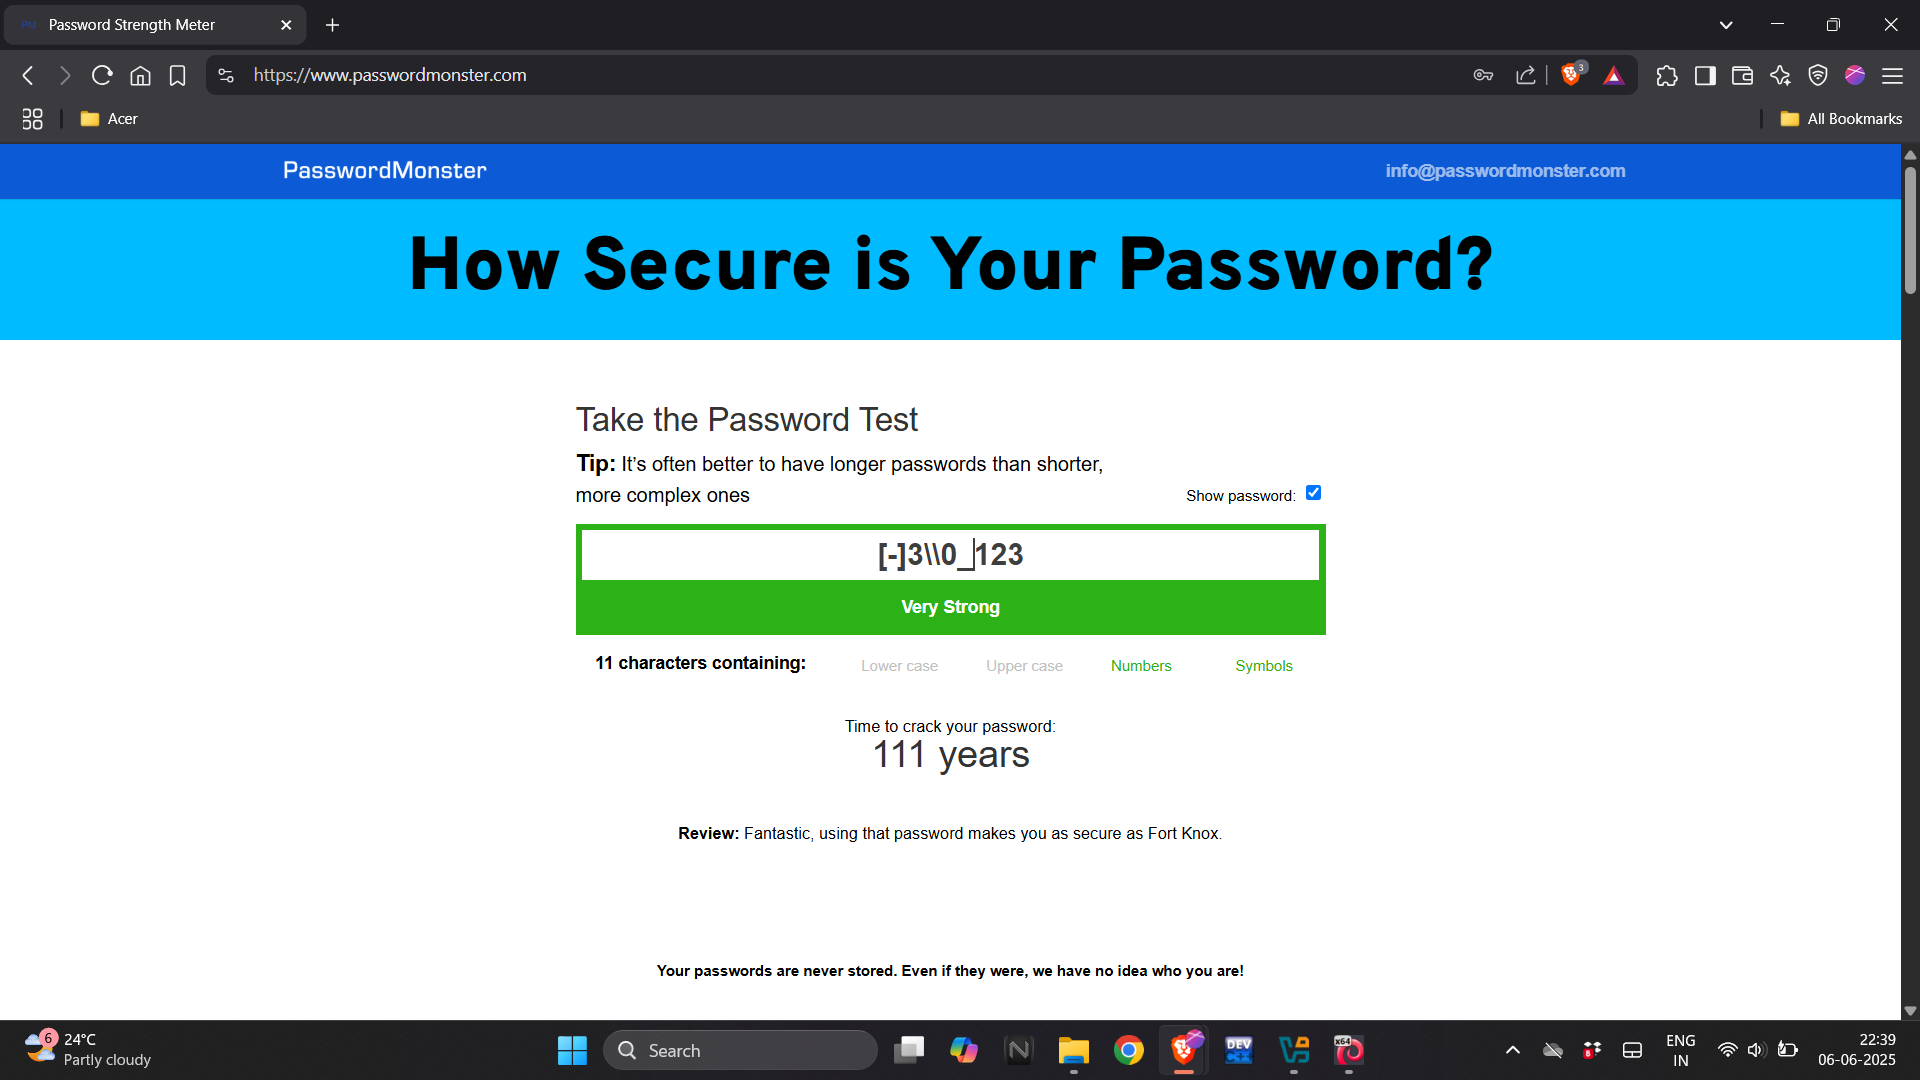 Password Strength Meter
https://www.passwordmonster.com
3
Acer
All Bookmarks
PasswordMonster
info@passwordmonster.com
How Secure is Your Password?
Take the Password Test
Tip: It's often better to have longer passwords than shorter,
more complex ones
Show password:
[-]3\\0_123
Very Strong
11 characters containing:
Lower case
Upper case
Numbers
Symbols
Time to crack your password:
111 years
Review: Fantastic, using that password makes you as secure as Fort Knox.
Your passwords are never stored. Even if they were, we have no idea who you are!
6
24°C
Partly cloudy
Search
DEV
x64
ENG
IN
22:39
06-06-2025